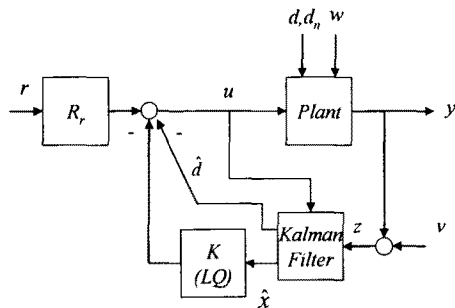 d,d_n w
r
R_r
u
Plant
y
- -
d̂
K
(LQ)
Kalman
Filter
z
v
x̂